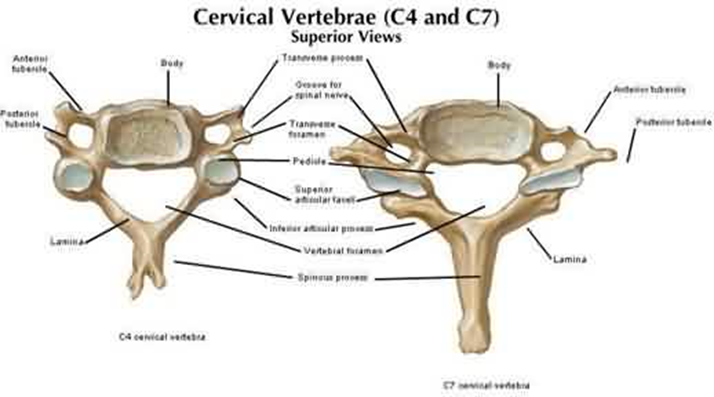 Cervical Vertebrae (C4 and C7)
Superior Views
Anterior
tubercle
Body
Transverse process
Body
Groove for
spinal nerve
Anterior tubercle
Posterior
tubercle
Transverse
foramen
Posterior tubercle
Pedicle
Superior
articular facet
Inferior articular process
Lamina
Vertebral foramen
Lamina
Spinous process
C4 cervical vertebra
C7 cervical vertebra